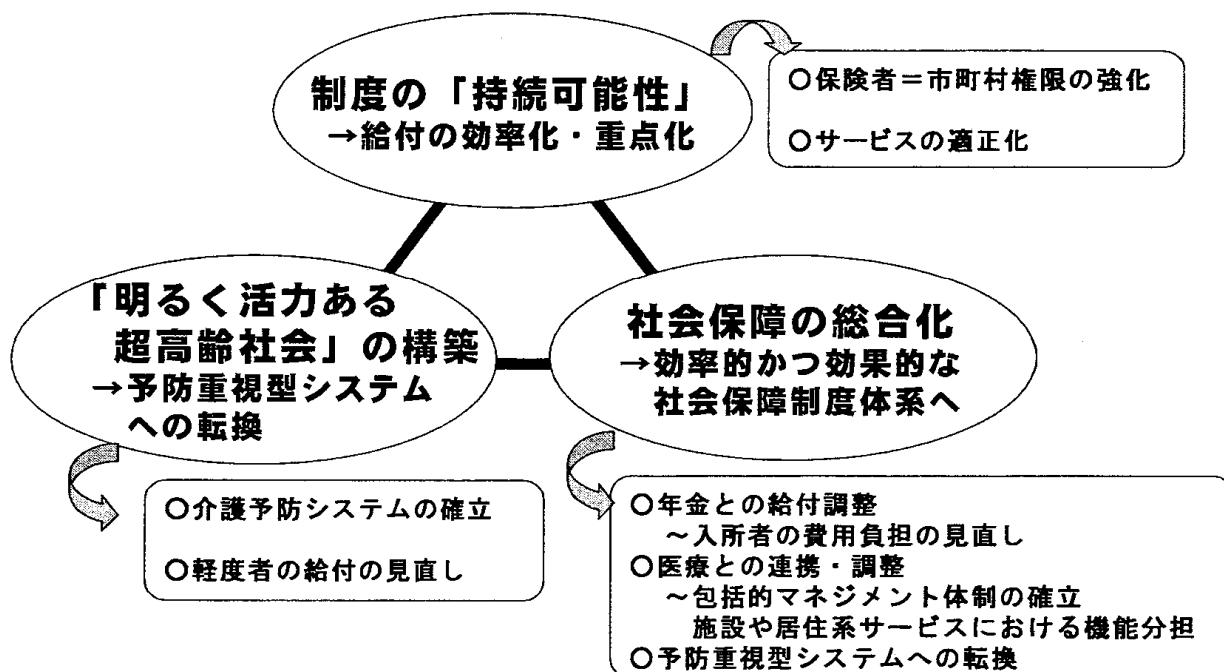 制度の「持続可能性」
→給付の効率化・重点化
○保険者＝市町村権限の強化
○サービスの適正化
「明るく活力ある
超高齢社会」の構築
→予防重視型システム
への転換
○介護予防システムの確立
○軽度者の給付の見直し
社会保障の総合化
→効率的かつ効果的な
社会保障制度体系へ
○年金との給付調整
～入所者の費用負担の見直し
○医療との連携・調整
～包括的マネジメント体制の確立
施設や居住系サービスにおける機能分担
○予防重視型システムへの転換